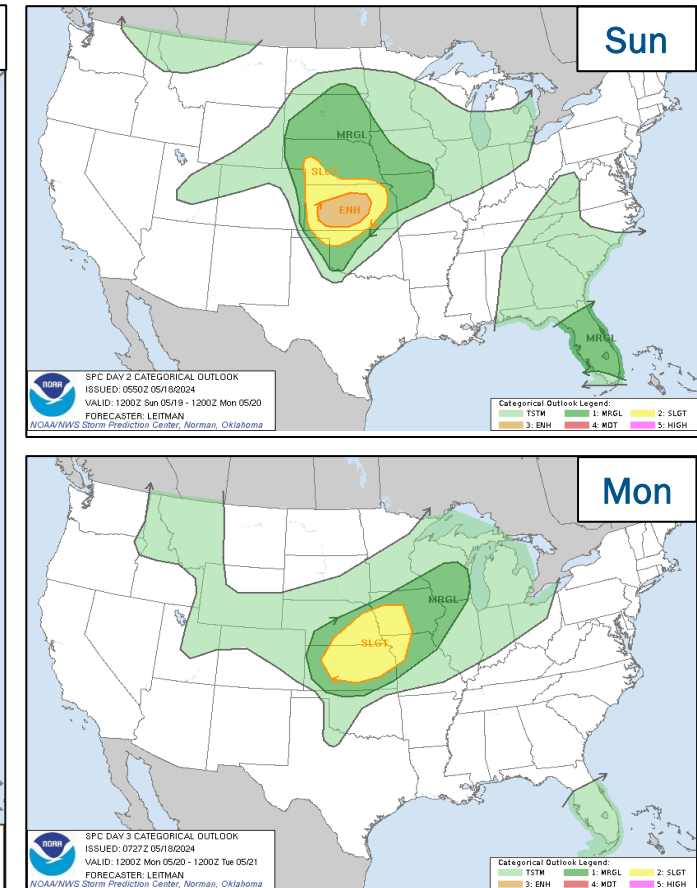 Sun
MRGL
SLGT
ENH
MRGL
NOAA
SPC DAY 2 CATEGORICAL OUTLOOK
ISSUED: 0550Z 05/18/2024
VALID: 1200Z Sun 05/19 - 1200Z Mon 05/20
FORECASTER: LEITMAN
NOAA/NWS Storm Prediction Center, Norman, Oklahoma
Categorical Outlook Legend:
TSTM 1: MRGL 2: SLGT
3: ENH 4: MDT 5: HIGH
Mon
MRGL
SLGT
NOAA
SPC DAY 3 CATEGORICAL OUTLOOK
ISSUED: 0727Z 05/18/2024
VALID: 1200Z Mon 05/20 - 1200Z Tue 05/21
FORECASTER: LEITMAN
NOAA/NWS Storm Prediction Center, Norman, Oklahoma
Categorical Outlook Legend:
TSTM 1: MRGL 2: SLGT
3: ENH 4: MDT 5: HIGH